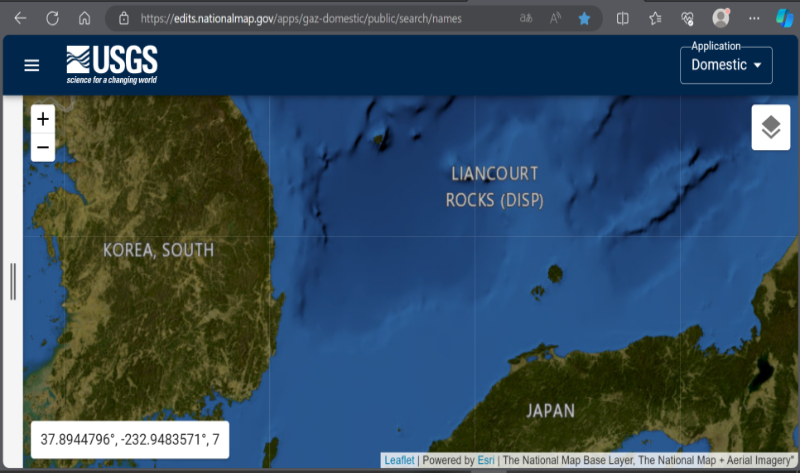 https://edits.nationalmap.gov/apps/gaz-domestic/public/search/names
USGS
science for a changing world
Application
Domestic
+
−
LIANCOURT
ROCKS (DISP)
KOREA, SOUTH
JAPAN
37.8944796°, -232.9483571°, 7
Leaflet | Powered by Esri | The National Map Base Layer, The National Map + Aerial Imagery"